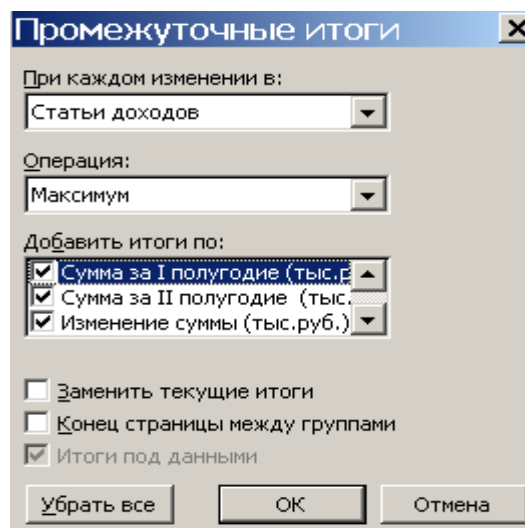 Промежуточные итоги
При каждом изменении в:
Статьи доходов
Операция:
Максимум
Добавить итоги по:
Сумма за I полугодие (тыс.р
Сумма за II полугодие (тыс.
Изменение суммы (тыс.руб.)
Заменить текущие итоги
Конец страницы между группами
Итоги под данными
Убрать все ОК Отмена